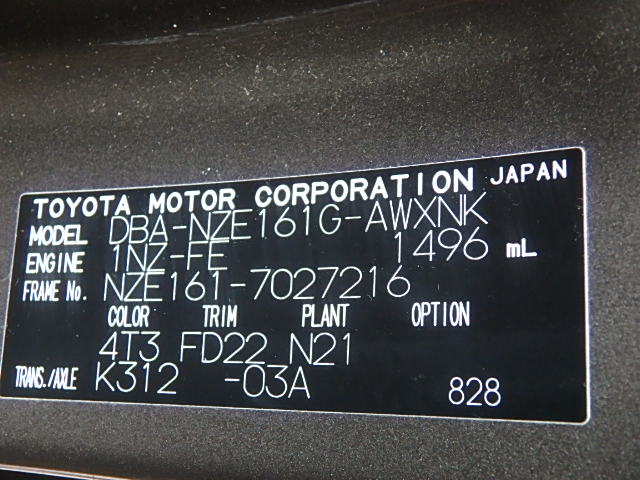 TOYOTA MOTOR CORPORATION JAPAN
MODEL DBA-NZE161G-AWXNK
ENGINE 1NZ-FE 1496 mL
FRAME No. NZE161-7027216
COLOR TRIM PLANT OPTION
4T3 FD22 N21
TRANS./AXLE K312 -03A 828